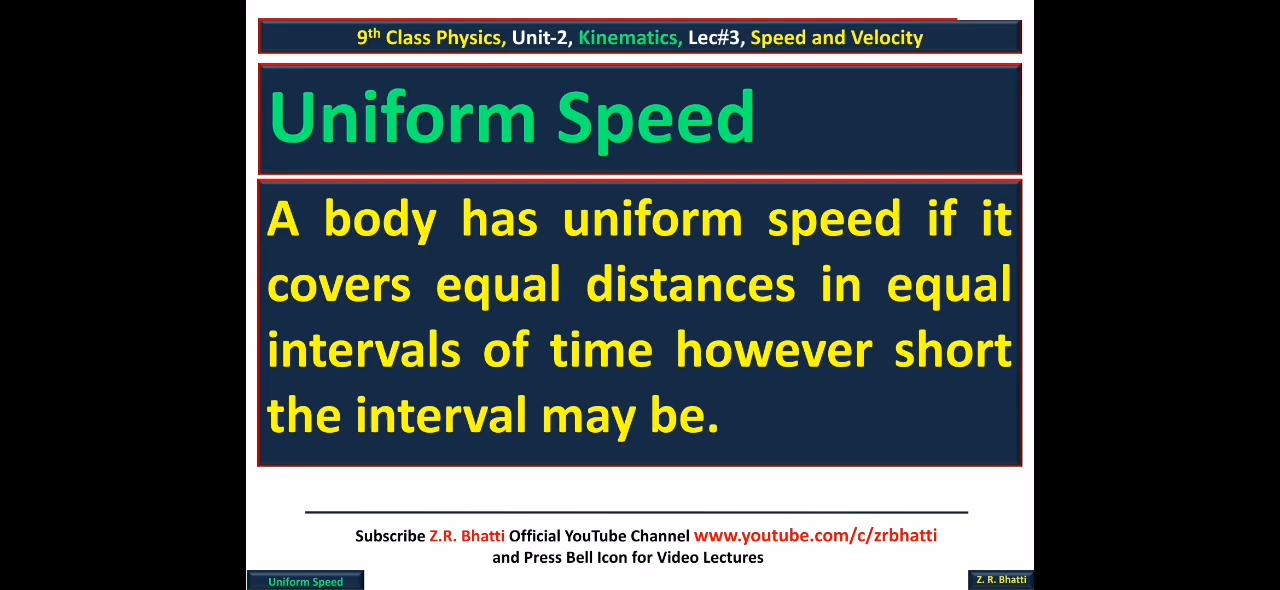 9th Class Physics, Unit-2, Kinematics, Lec#3, Speed and Velocity
Uniform Speed
A body has uniform speed if it
covers equal distances in equal
intervals of time however short
the interval may be.
Subscribe Z.R. Bhatti Official YouTube Channel www.youtube.com/c/zrbhatti
and Press Bell Icon for Video Lectures
Uniform Speed
Z. R. Bhatti